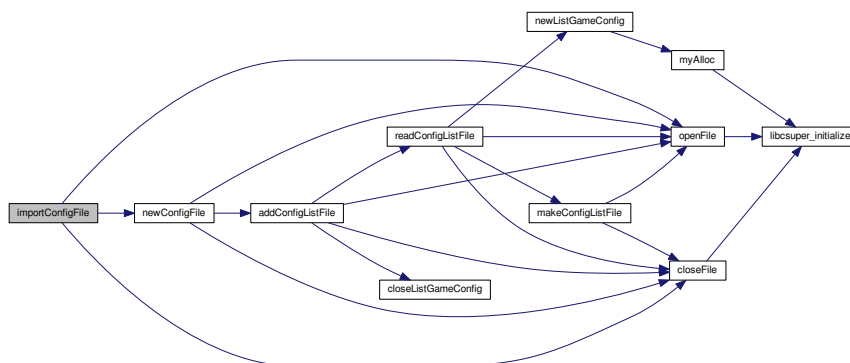 newListGameConfig
myAlloc
readConfigListFile
openFile
libcsuper_initialize
importConfigFile
newConfigFile
addConfigListFile
makeConfigListFile
closeFile
closeListGameConfig